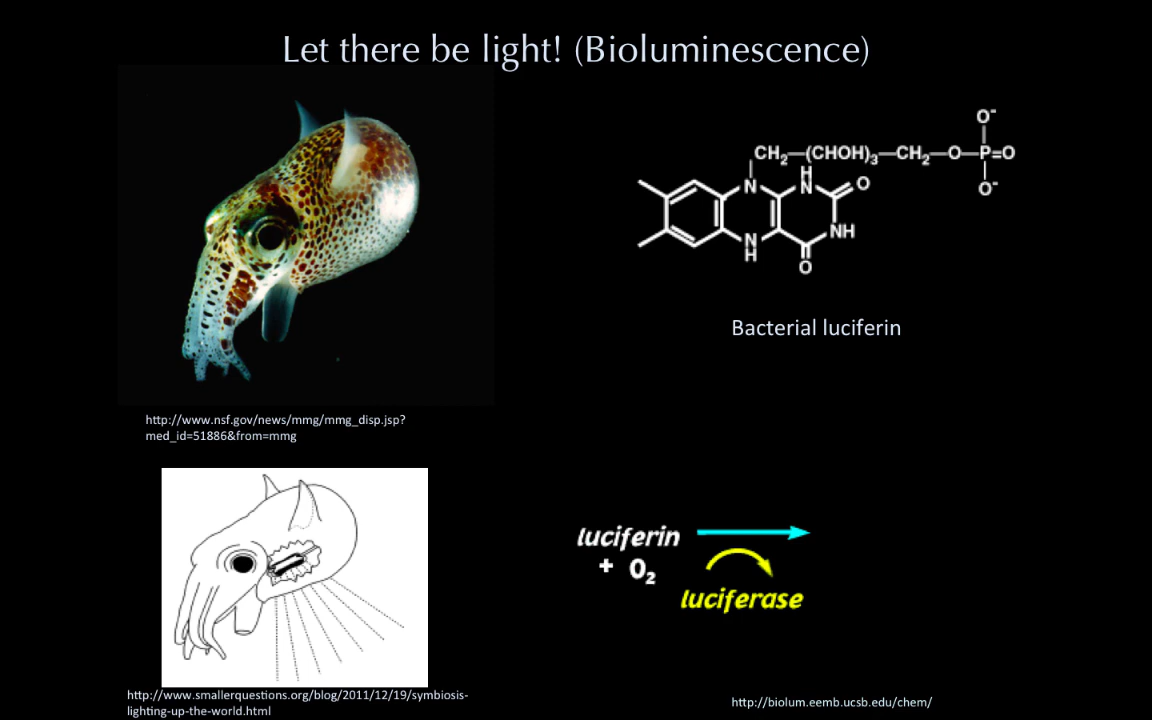 Let there be light! (Bioluminescence)
CH₂—(CHOH)₃—CH₂—O—P=O
O⁻
O⁻
N
H
N
O
NH
N
H
O
Bacterial luciferin
http://www.nsf.gov/news/mmg/mmg_disp.jsp?
med_id=51886&from=mmg
luciferin
+ O₂
luciferase
http://www.smallerquestions.org/blog/2011/12/19/symbiosis-
lighting-up-the-world.html
http://biolum.eemb.ucsb.edu/chem/